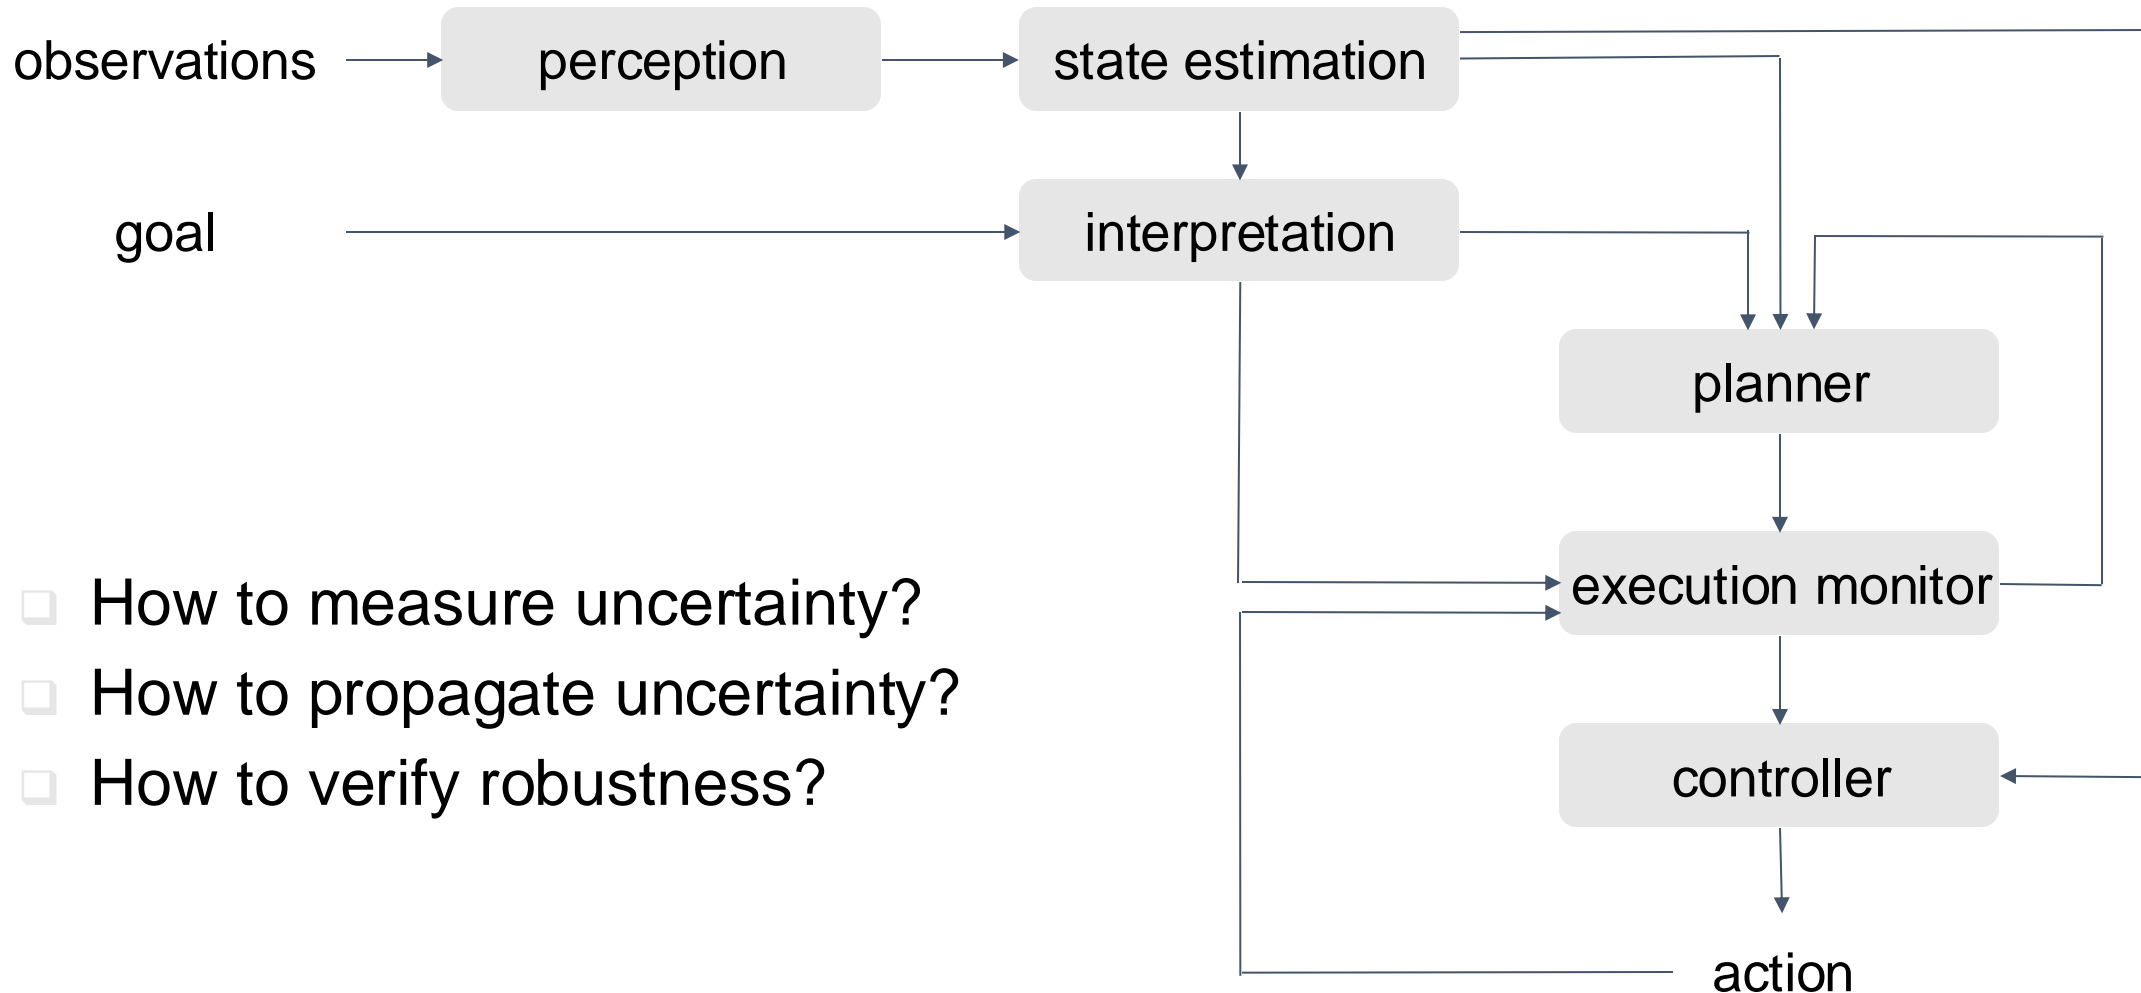 observations
perception
state estimation
goal
interpretation
planner
execution monitor
How to measure uncertainty?
How to propagate uncertainty?
How to verify robustness?
controller
action